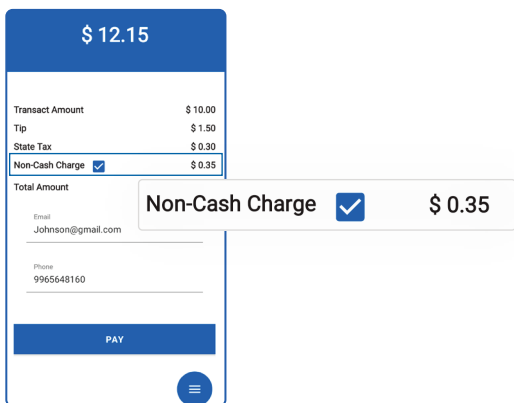 $ 12.15
Transact Amount $ 10.00
Tip $ 1.50
State Tax $ 0.30
Non-Cash Charge $ 0.35
Total Amount
Non-Cash Charge $ 0.35
Email
Johnson@gmail.com
Phone
9965648160
PAY